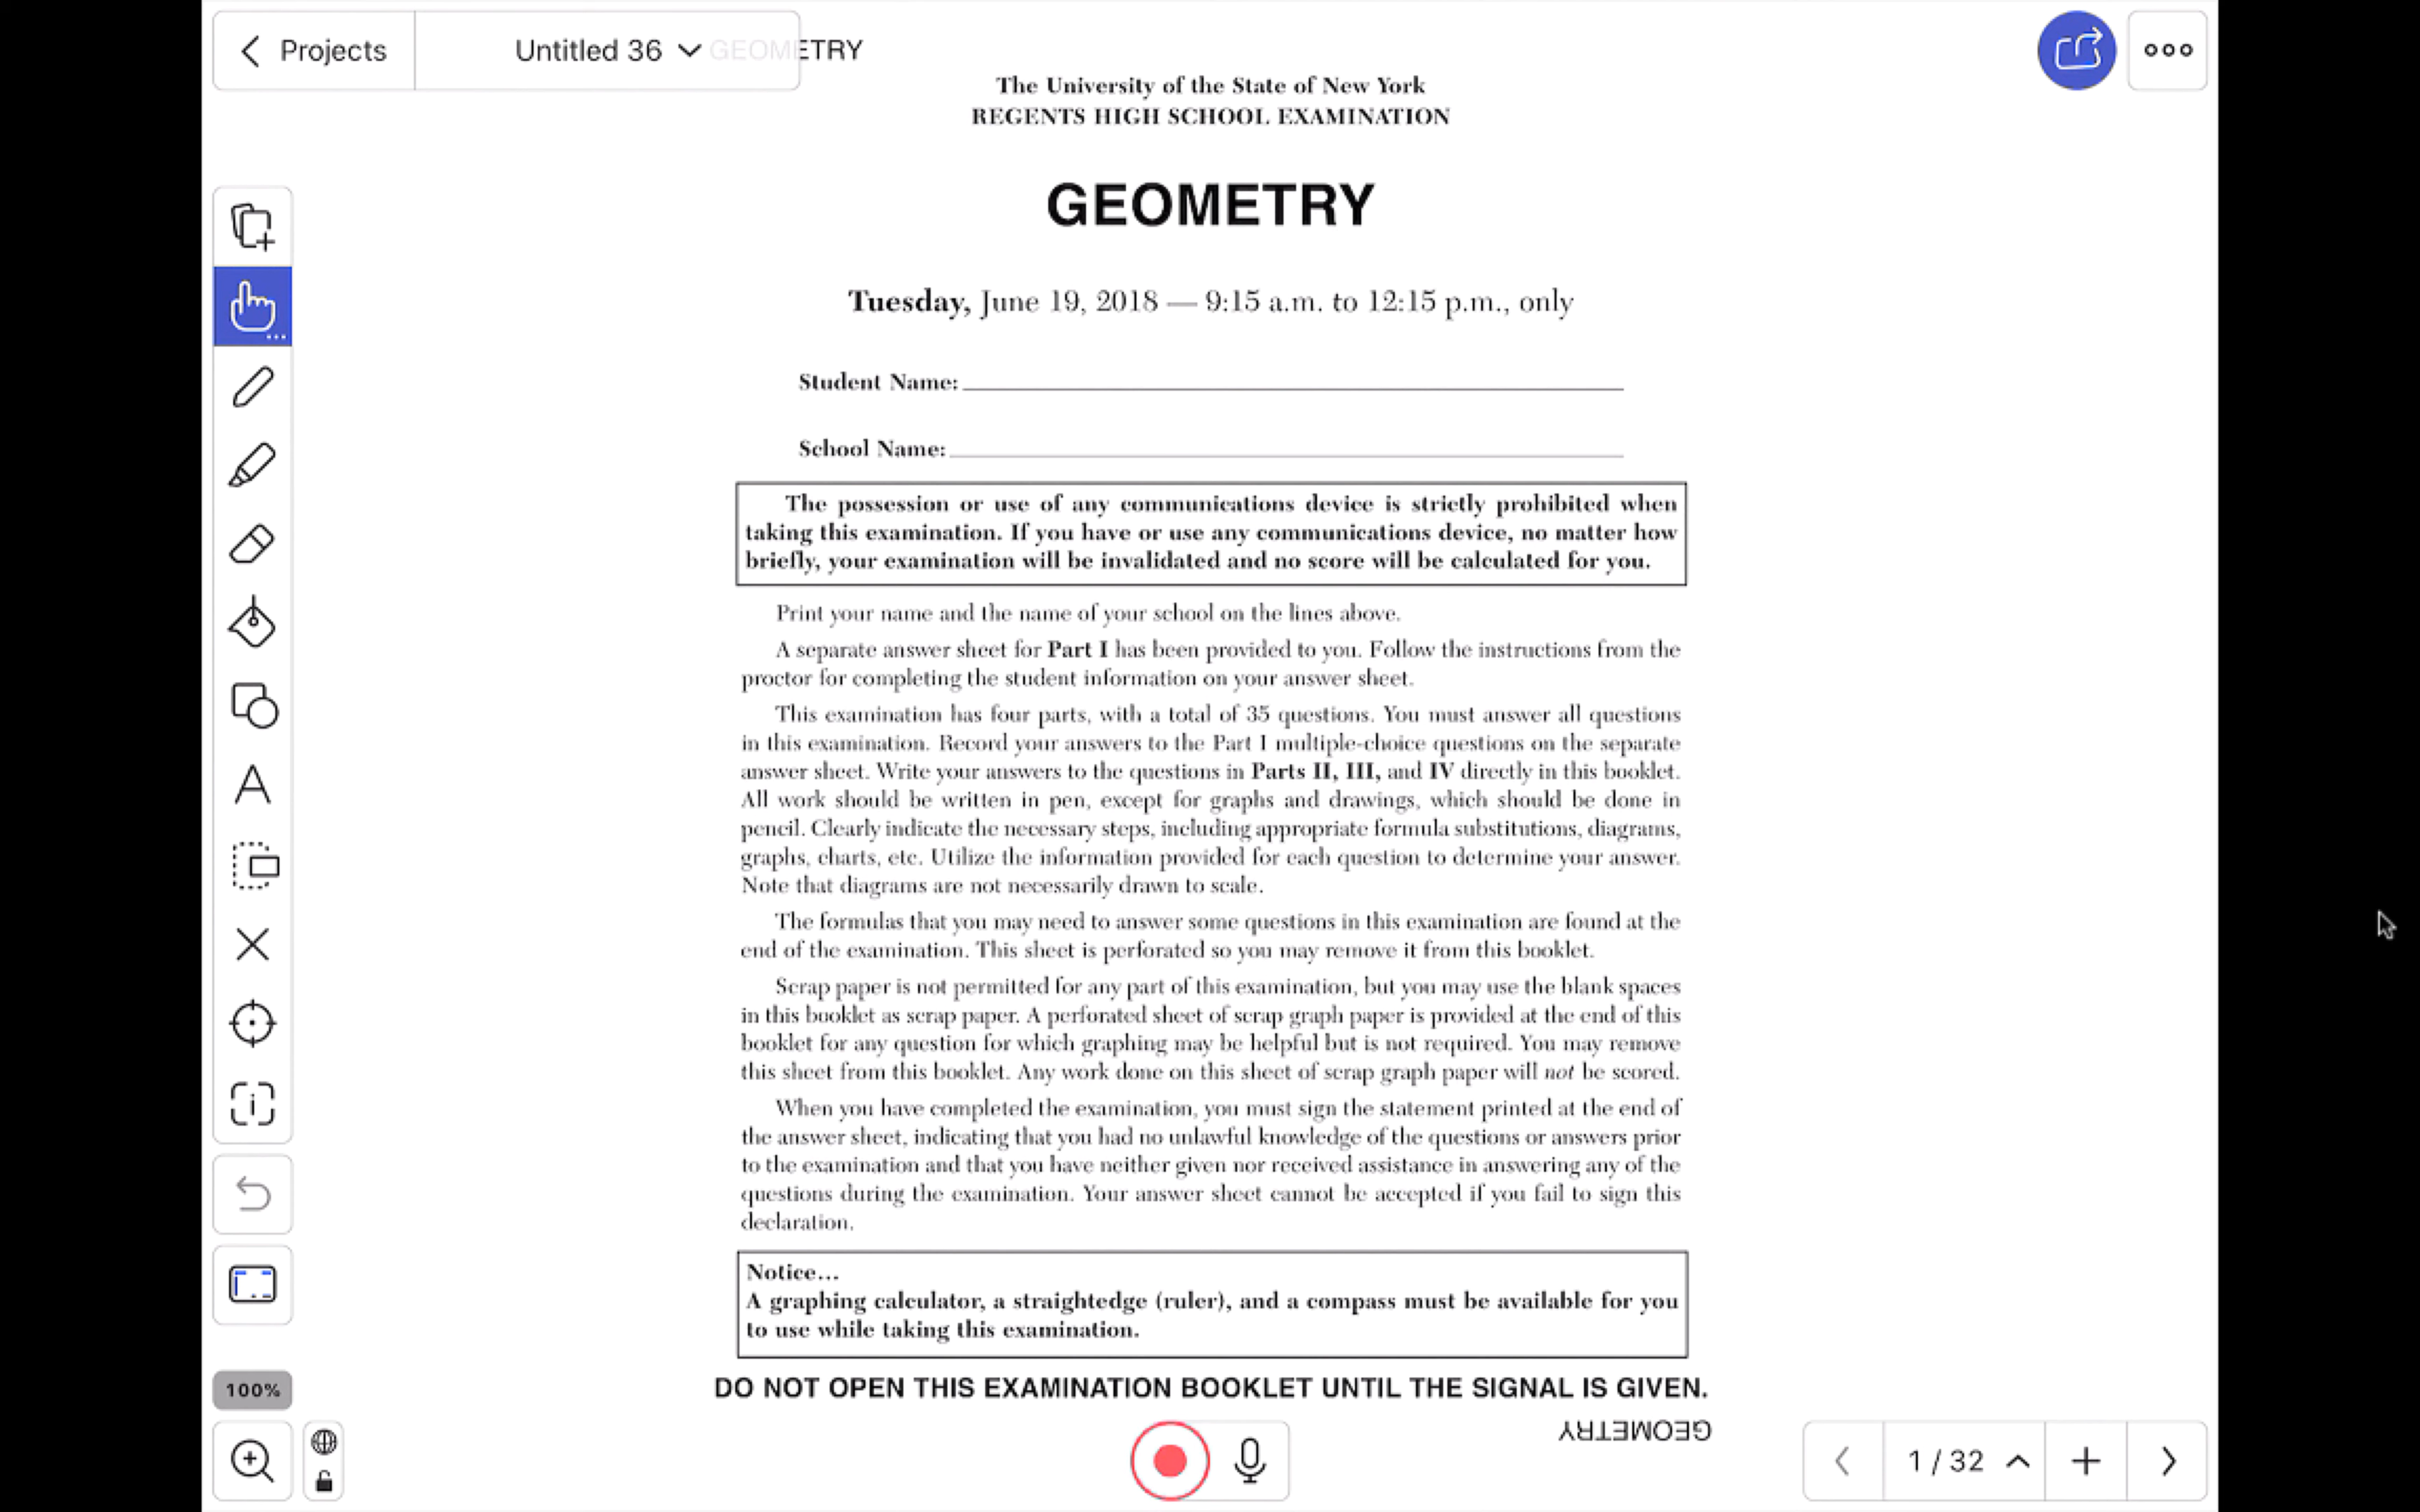 Projects
Untitled 36
GEOMETRY
The University of the State of New York
REGENTS HIGH SCHOOL EXAMINATION
GEOMETRY
Tuesday, June 19, 2018 — 9:15 a.m. to 12:15 p.m., only
Student Name:
School Name:
The possession or use of any communications device is strictly prohibited when
taking this examination. If you have or use any communications device, no matter how
briefly, your examination will be invalidated and no score will be calculated for you.
Print your name and the name of your school on the lines above.
A separate answer sheet for Part I has been provided to you. Follow the instructions from the
proctor for completing the student information on your answer sheet.
This examination has four parts, with a total of 35 questions. You must answer all questions
in this examination. Record your answers to the Part I multiple-choice questions on the separate
answer sheet. Write your answers to the questions in Parts II, III, and IV directly in this booklet.
All work should be written in pen, except for graphs and drawings, which should be done in
pencil. Clearly indicate the necessary steps, including appropriate formula substitutions, diagrams,
graphs, charts, etc. Utilize the information provided for each question to determine your answer.
Note that diagrams are not necessarily drawn to scale.
The formulas that you may need to answer some questions in this examination are found at the
end of the examination. This sheet is perforated so you may remove it from this booklet.
Scrap paper is not permitted for any part of this examination, but you may use the blank spaces
in this booklet as scrap paper. A perforated sheet of scrap graph paper is provided at the end of this
booklet for any question for which graphing may be helpful but is not required. You may remove
this sheet from this booklet. Any work done on this sheet of scrap graph paper will not be scored.
When you have completed the examination, you must sign the statement printed at the end of
the answer sheet, indicating that you had no unlawful knowledge of the questions or answers prior
to the examination and that you have neither given nor received assistance in answering any of the
questions during the examination. Your answer sheet cannot be accepted if you fail to sign this
declaration.
Notice...
A graphing calculator, a straightedge (ruler), and a compass must be available for you
to use while taking this examination.
DO NOT OPEN THIS EXAMINATION BOOKLET UNTIL THE SIGNAL IS GIVEN.
GEOMETRY
100%
1 / 32